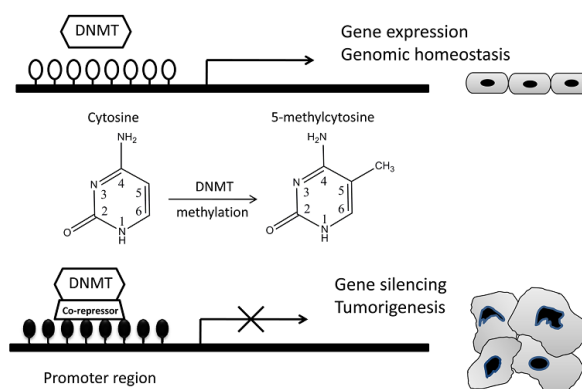 DNMT
Gene expression
Genomic homeostasis
Cytosine
5-methylcytosine
NH₂
N
3
4
5
2
1
6
O
N
H
DNMT
methylation
H₂N
CH₃
N
3
4
5
2
1
6
O
N
H
DNMT
Co-repressor
Gene silencing
Tumorigenesis
Promoter region